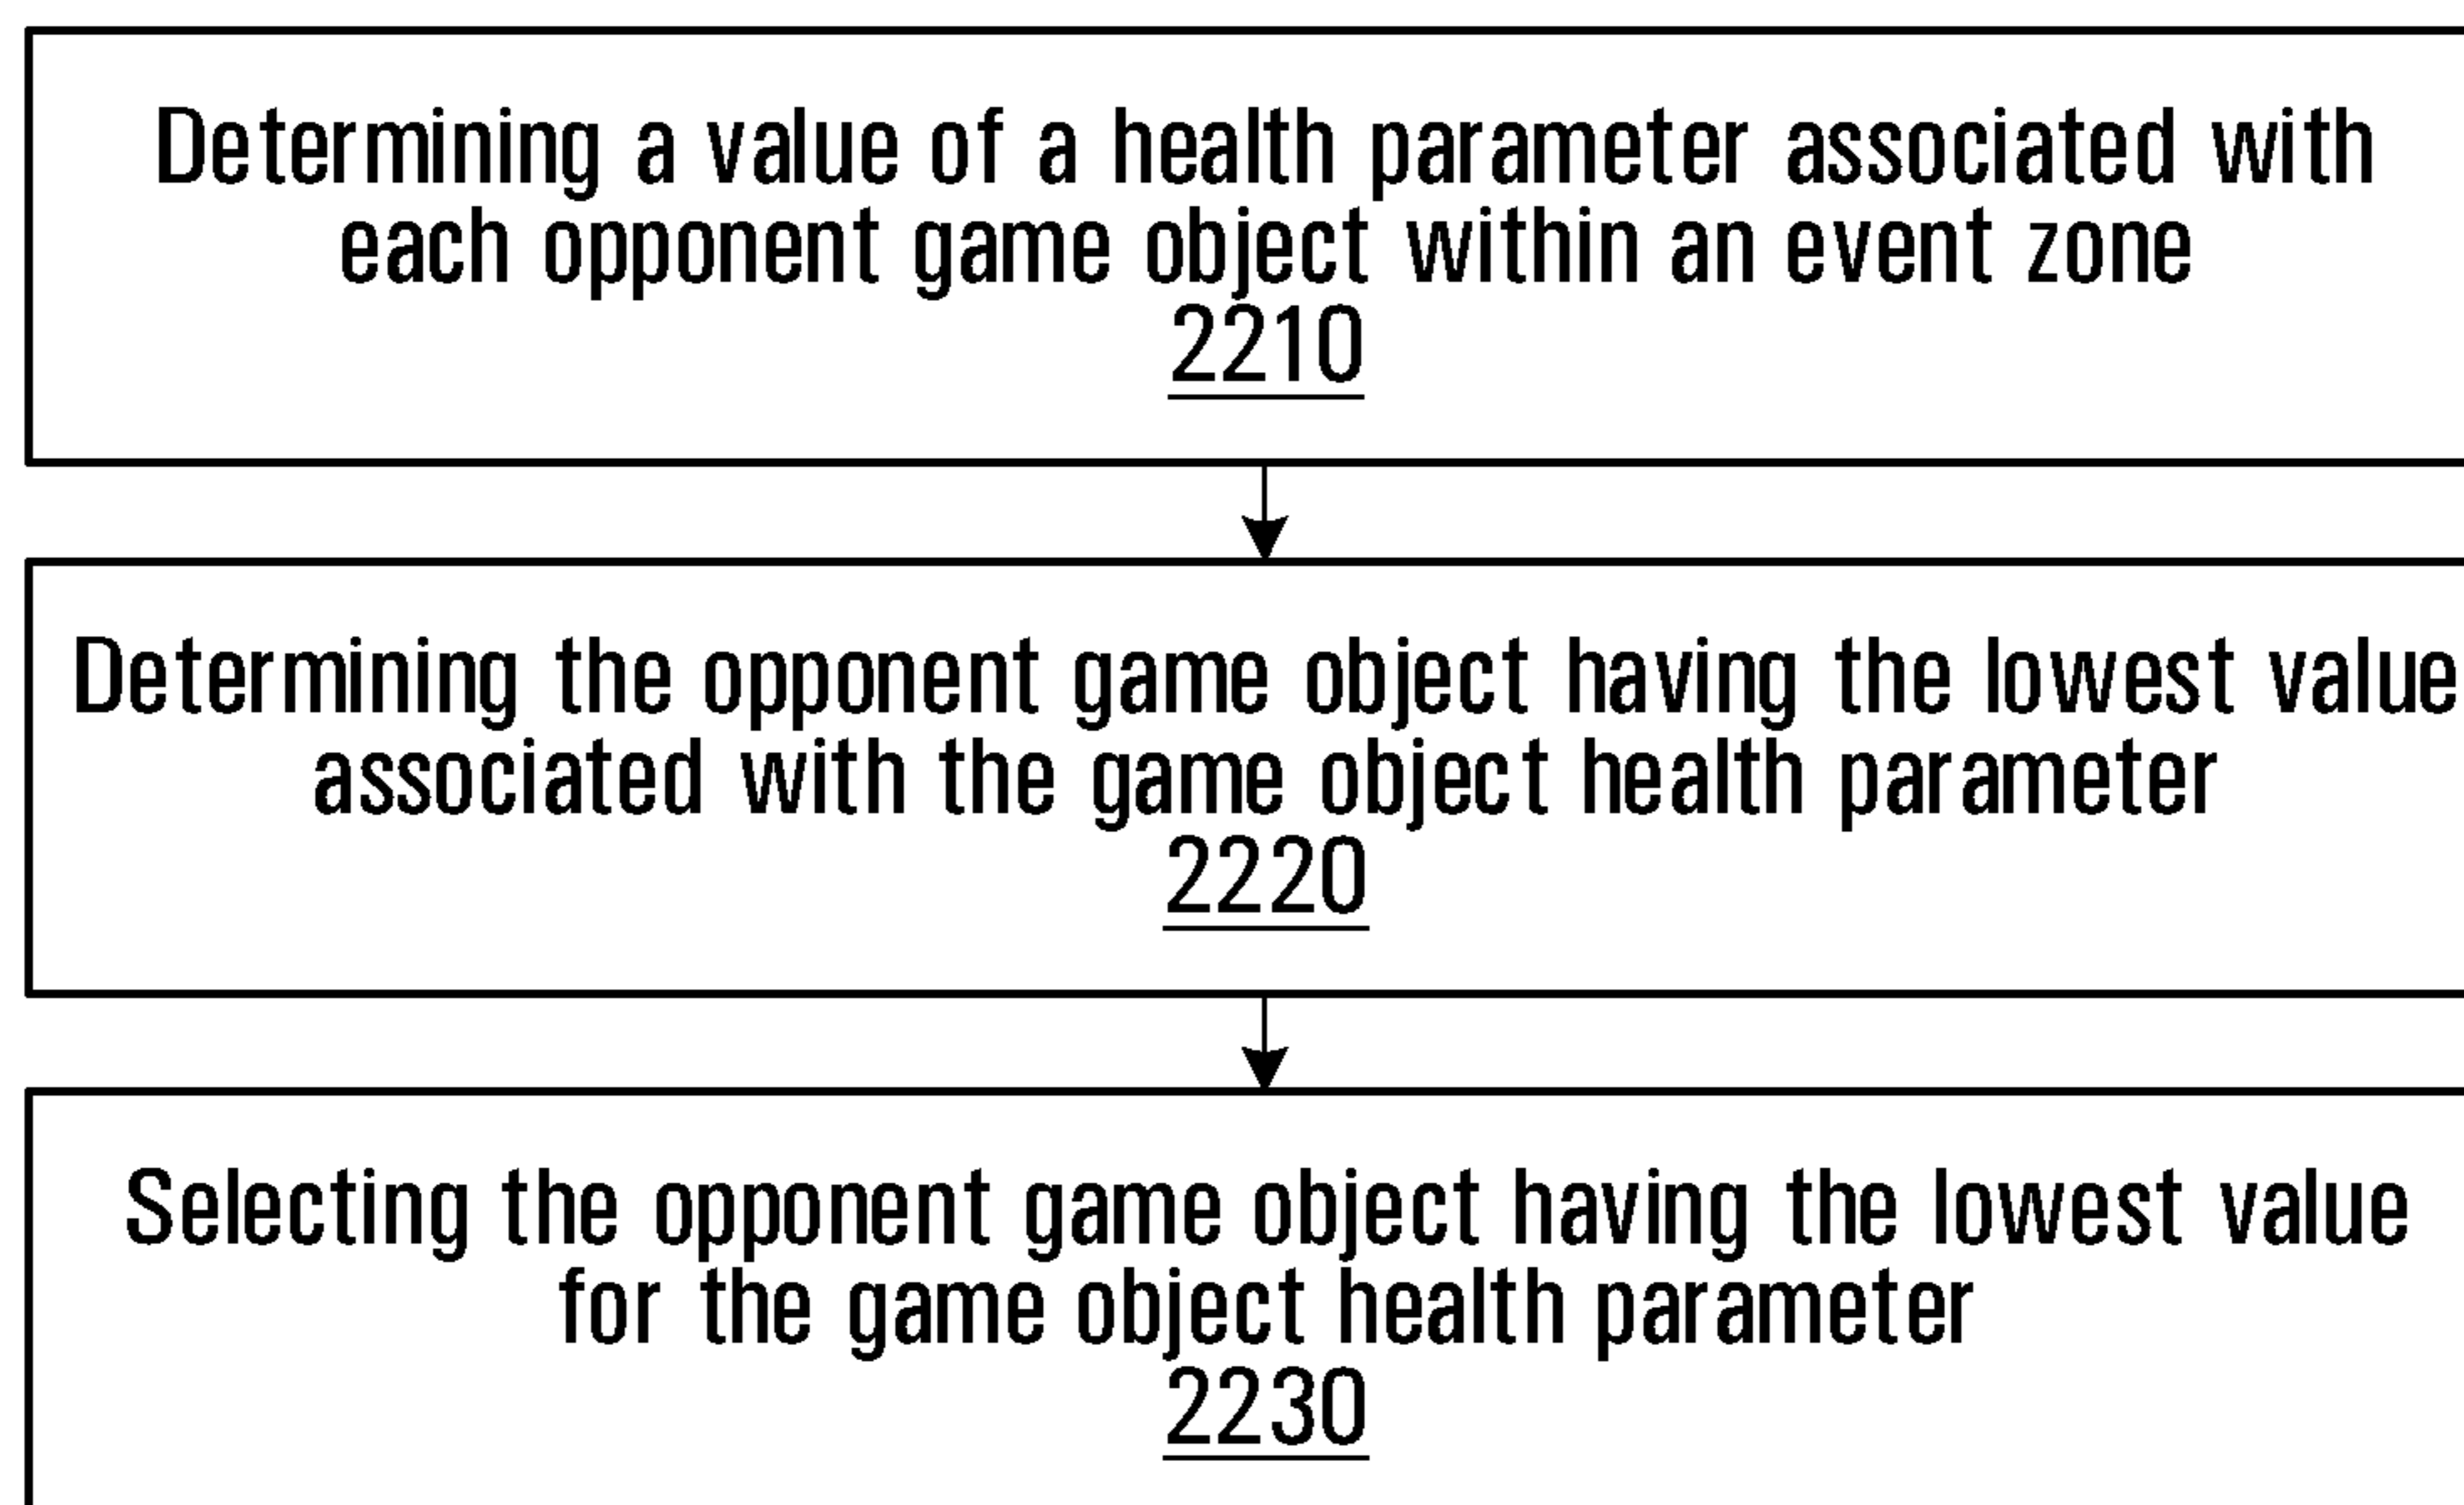 Determining a value of a health parameter associated with
each opponent game object within an event zone
2210
Determining the opponent game object having the lowest value
associated with the game object health parameter
2220
Selecting the opponent game object having the lowest value
for the game object health parameter
2230